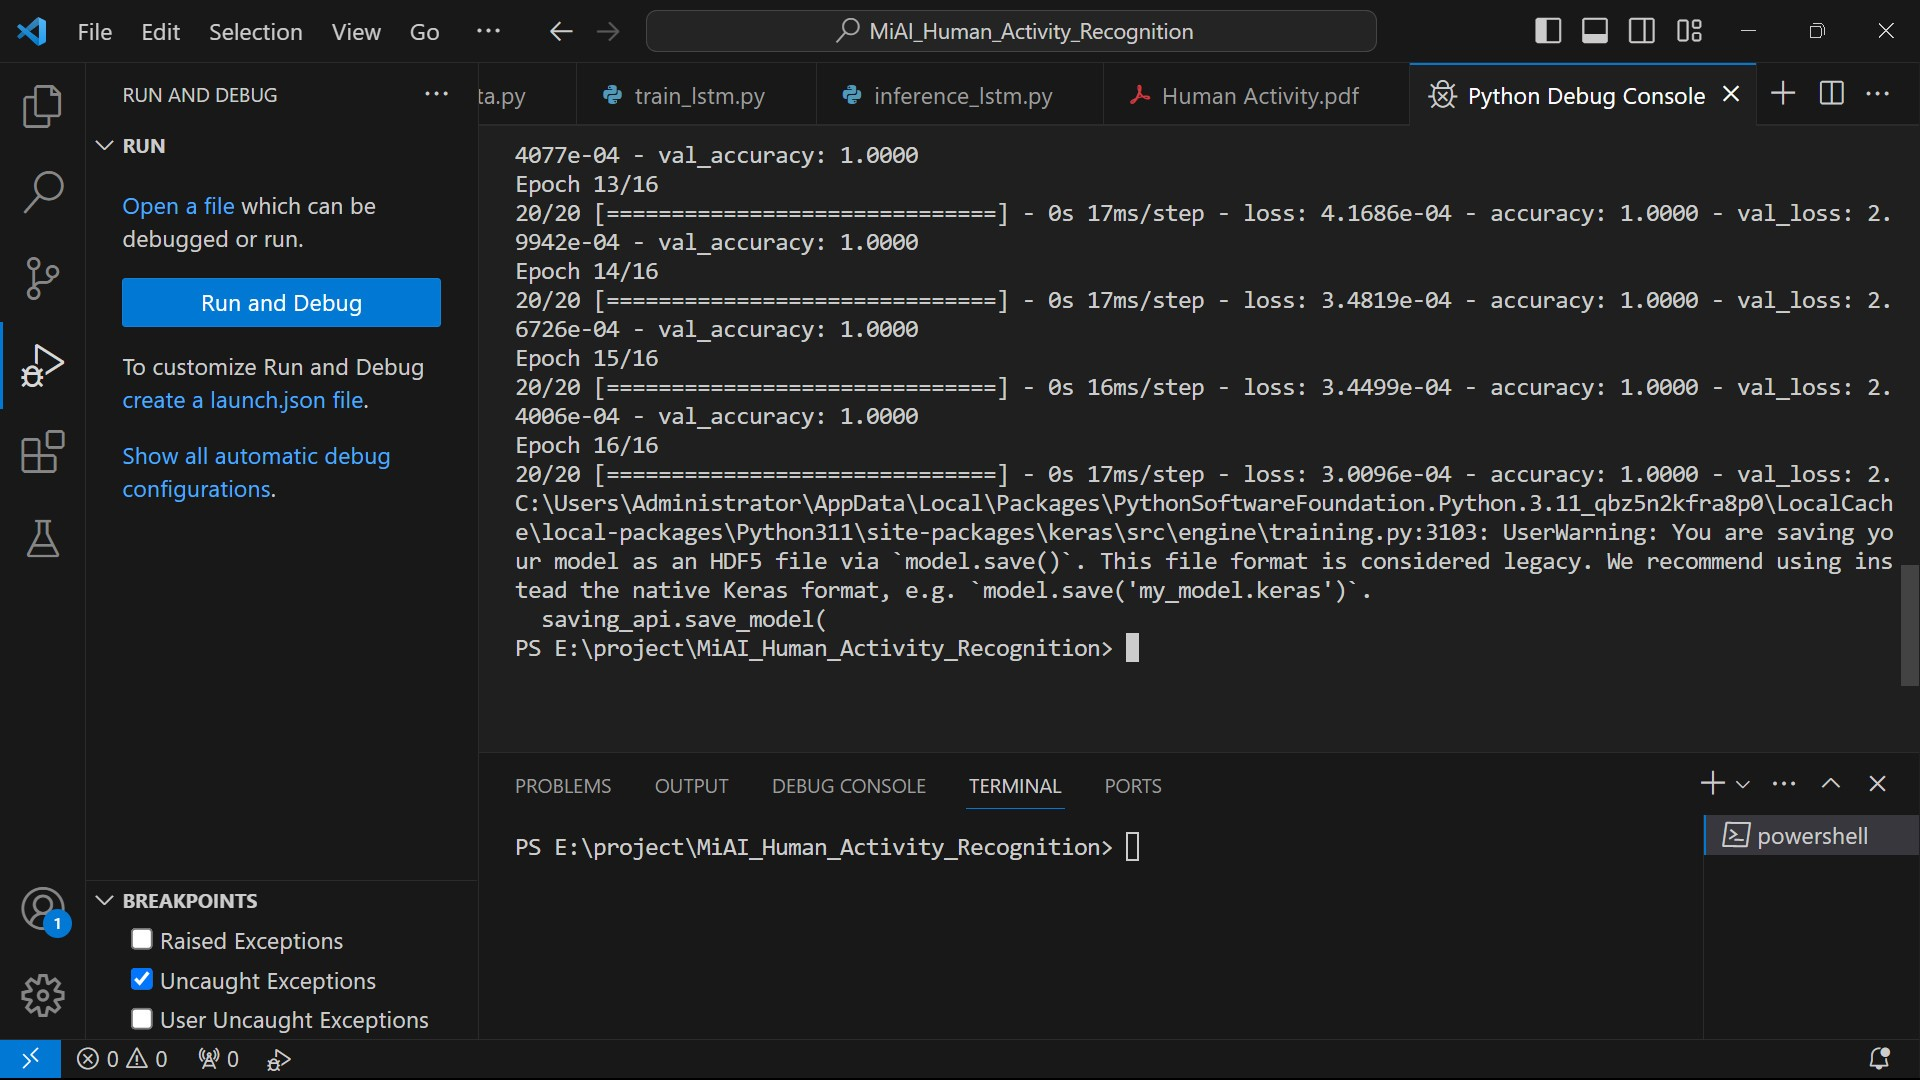 File Edit Selection View Go ··· MiAI_Human_Activity_Recognition
RUN AND DEBUG ···
ta.py train_lstm.py inference_lstm.py Human Activity.pdf Python Debug Console
RUN
Open a file which can be
debugged or run.
Run and Debug
To customize Run and Debug
create a launch.json file.
Show all automatic debug
configurations.
4077e-04 - val_accuracy: 1.0000
Epoch 13/16
20/20 [==============================] - 0s 17ms/step - loss: 4.1686e-04 - accuracy: 1.0000 - val_loss: 2.
9942e-04 - val_accuracy: 1.0000
Epoch 14/16
20/20 [==============================] - 0s 17ms/step - loss: 3.4819e-04 - accuracy: 1.0000 - val_loss: 2.
6726e-04 - val_accuracy: 1.0000
Epoch 15/16
20/20 [==============================] - 0s 16ms/step - loss: 3.4499e-04 - accuracy: 1.0000 - val_loss: 2.
4006e-04 - val_accuracy: 1.0000
Epoch 16/16
20/20 [==============================] - 0s 17ms/step - loss: 3.0096e-04 - accuracy: 1.0000 - val_loss: 2.
C:\Users\Administrator\AppData\Local\Packages\PythonSoftwareFoundation.Python.3.11_qbz5n2kfra8p0\LocalCach
e\local-packages\Python311\site-packages\keras\src\engine\training.py:3103: UserWarning: You are saving yo
ur model as an HDF5 file via `model.save()`. This file format is considered legacy. We recommend using ins
tead the native Keras format, e.g. `model.save('my_model.keras')`.
saving_api.save_model(
PS E:\project\MiAI_Human_Activity_Recognition>
PROBLEMS OUTPUT DEBUG CONSOLE TERMINAL PORTS
PS E:\project\MiAI_Human_Activity_Recognition>
powershell
BREAKPOINTS
Raised Exceptions
Uncaught Exceptions
User Uncaught Exceptions
1
0 0 0